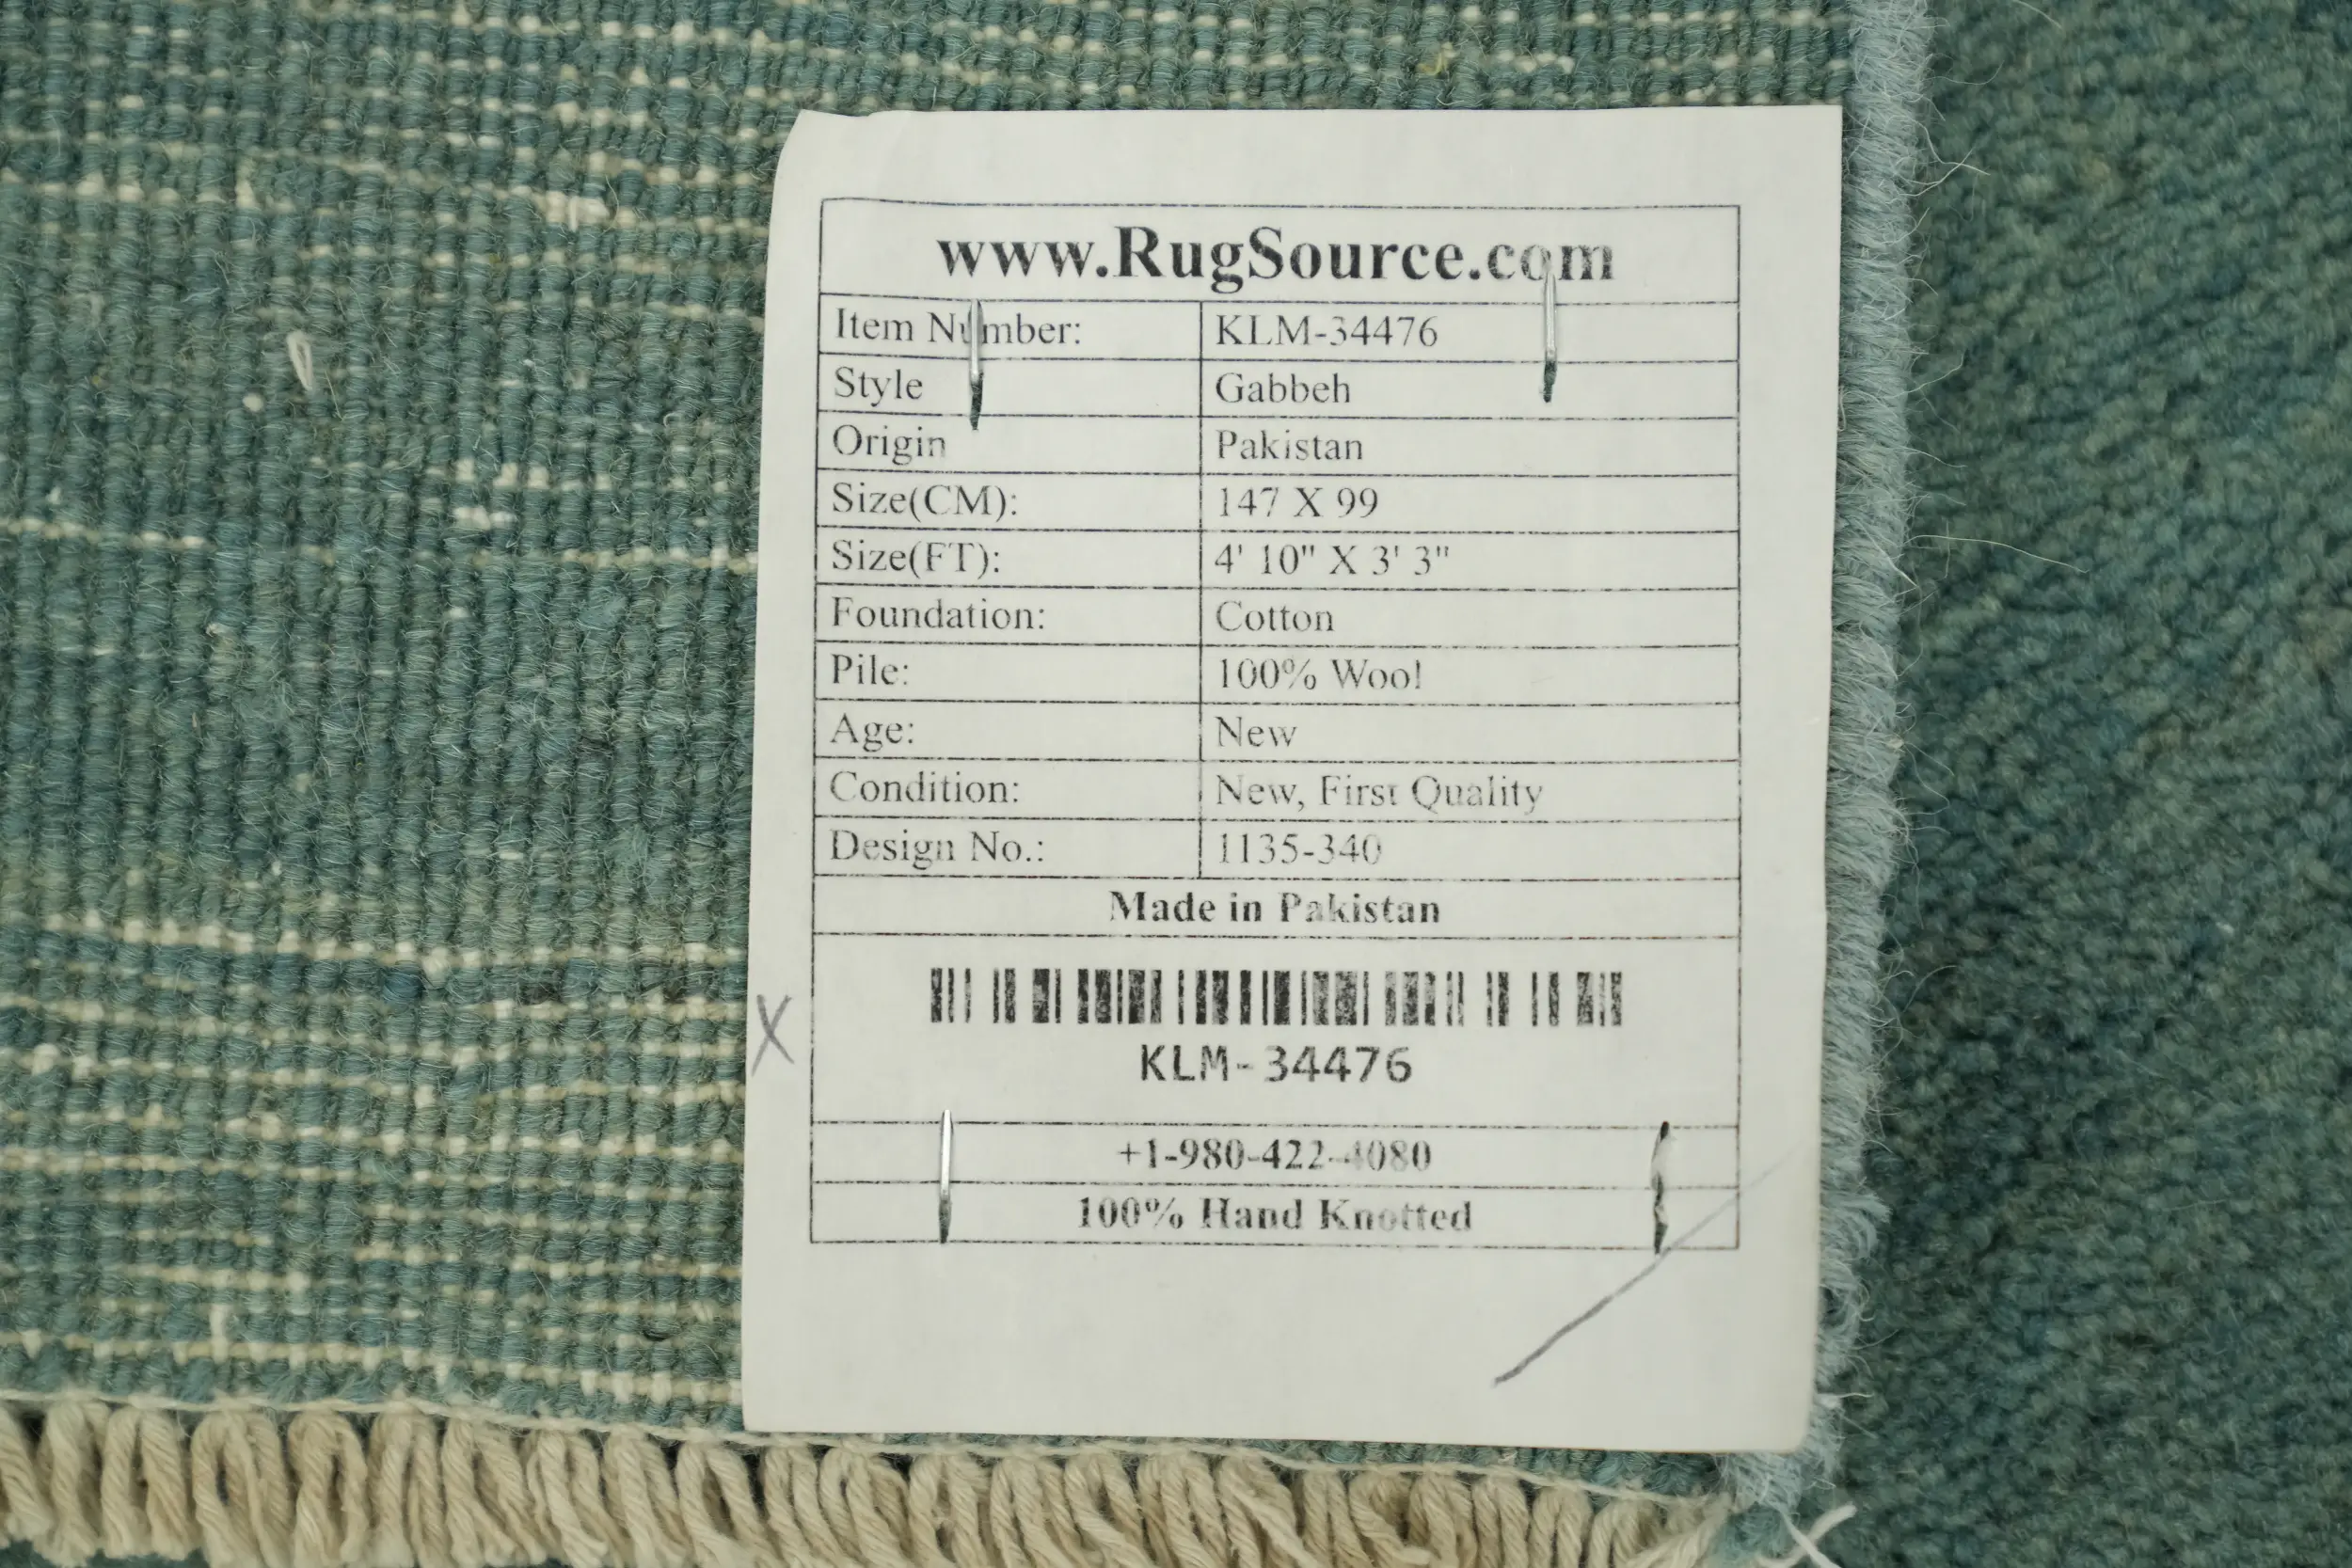 www.RugSource.com
Item Number: KLM-34476
Style Gabbeh
Origin Pakistan
Size(CM): 147 X 99
Size(FT): 4' 10" X 3' 3"
Foundation: Cotton
Pile: 100% Wool
Age: New
Condition: New, First Quality
Design No.: 1135-340
Made in Pakistan
KLM-34476
+1-980-422-4080
100% Hand Knotted
X